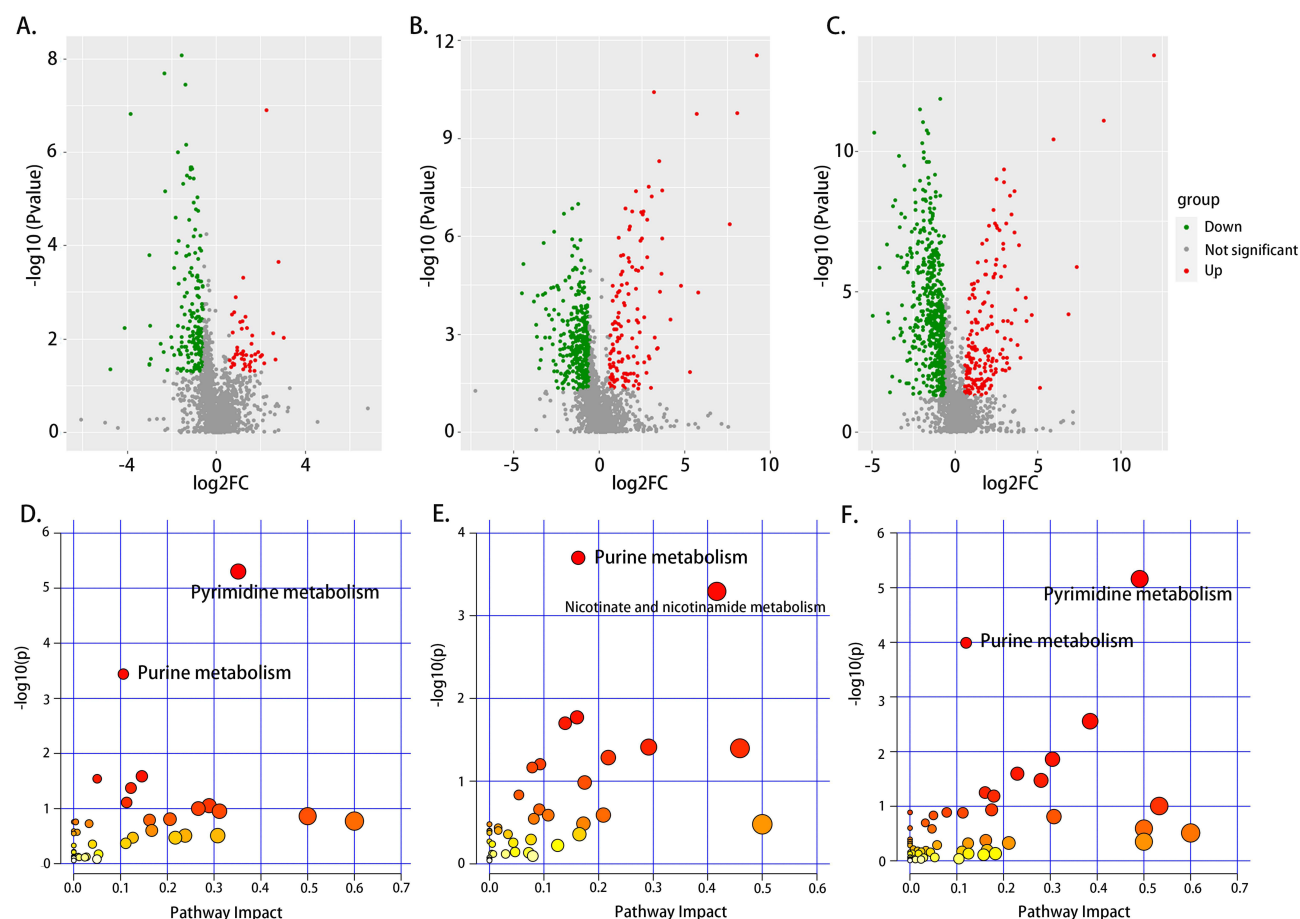 A.
B.
C.
-log10 (Pvalue)
8
6
4
2
0
-4
0
4
log2FC
-log10 (Pvalue)
12
9
6
3
0
-5
0
5
10
log2FC
-log10 (Pvalue)
10
5
0
-5
0
5
10
log2FC
group
Down
Not significant
Up
D.
E.
F.
-log10(p)
6
5
4
3
2
1
0
Pyrimidine metabolism
Purine metabolism
0.0
0.1
0.2
0.3
0.4
0.5
0.6
0.7
Pathway Impact
-log10(p)
4
3
2
1
0
Purine metabolism
Nicotinate and nicotinamide metabolism
0.0
0.1
0.2
0.3
0.4
0.5
0.6
Pathway Impact
-log10(p)
6
5
4
3
2
1
0
Pyrimidine metabolism
Purine metabolism
0.0
0.1
0.2
0.3
0.4
0.5
0.6
0.7
Pathway Impact